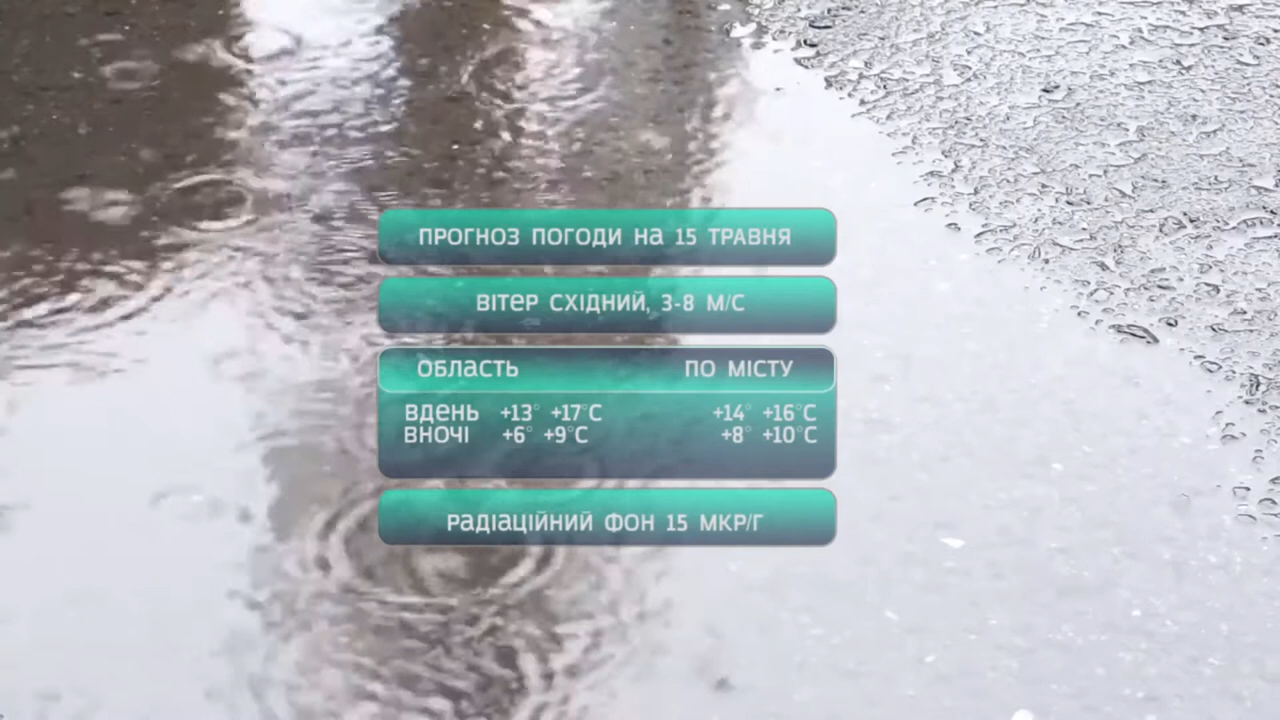 ПРОГНОЗ ПОГОДИ НА 15 ТРАВНЯ
ВІТЕР СХІДНИЙ, 3-8 М/С
ОБЛАСТЬ ПО МІСТУ
ВДЕНЬ +13° +17°С +14° +16°С
ВНОЧІ +6° +9°С +8° +10°С
РАДІАЦІЙНИЙ ФОН 15 МКР/Г